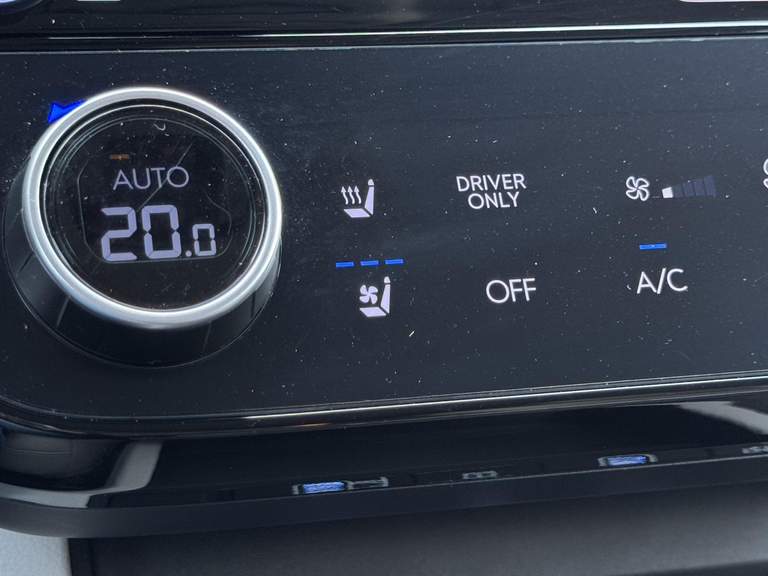 AUTO
20.0
DRIVER
ONLY
OFF
A/C